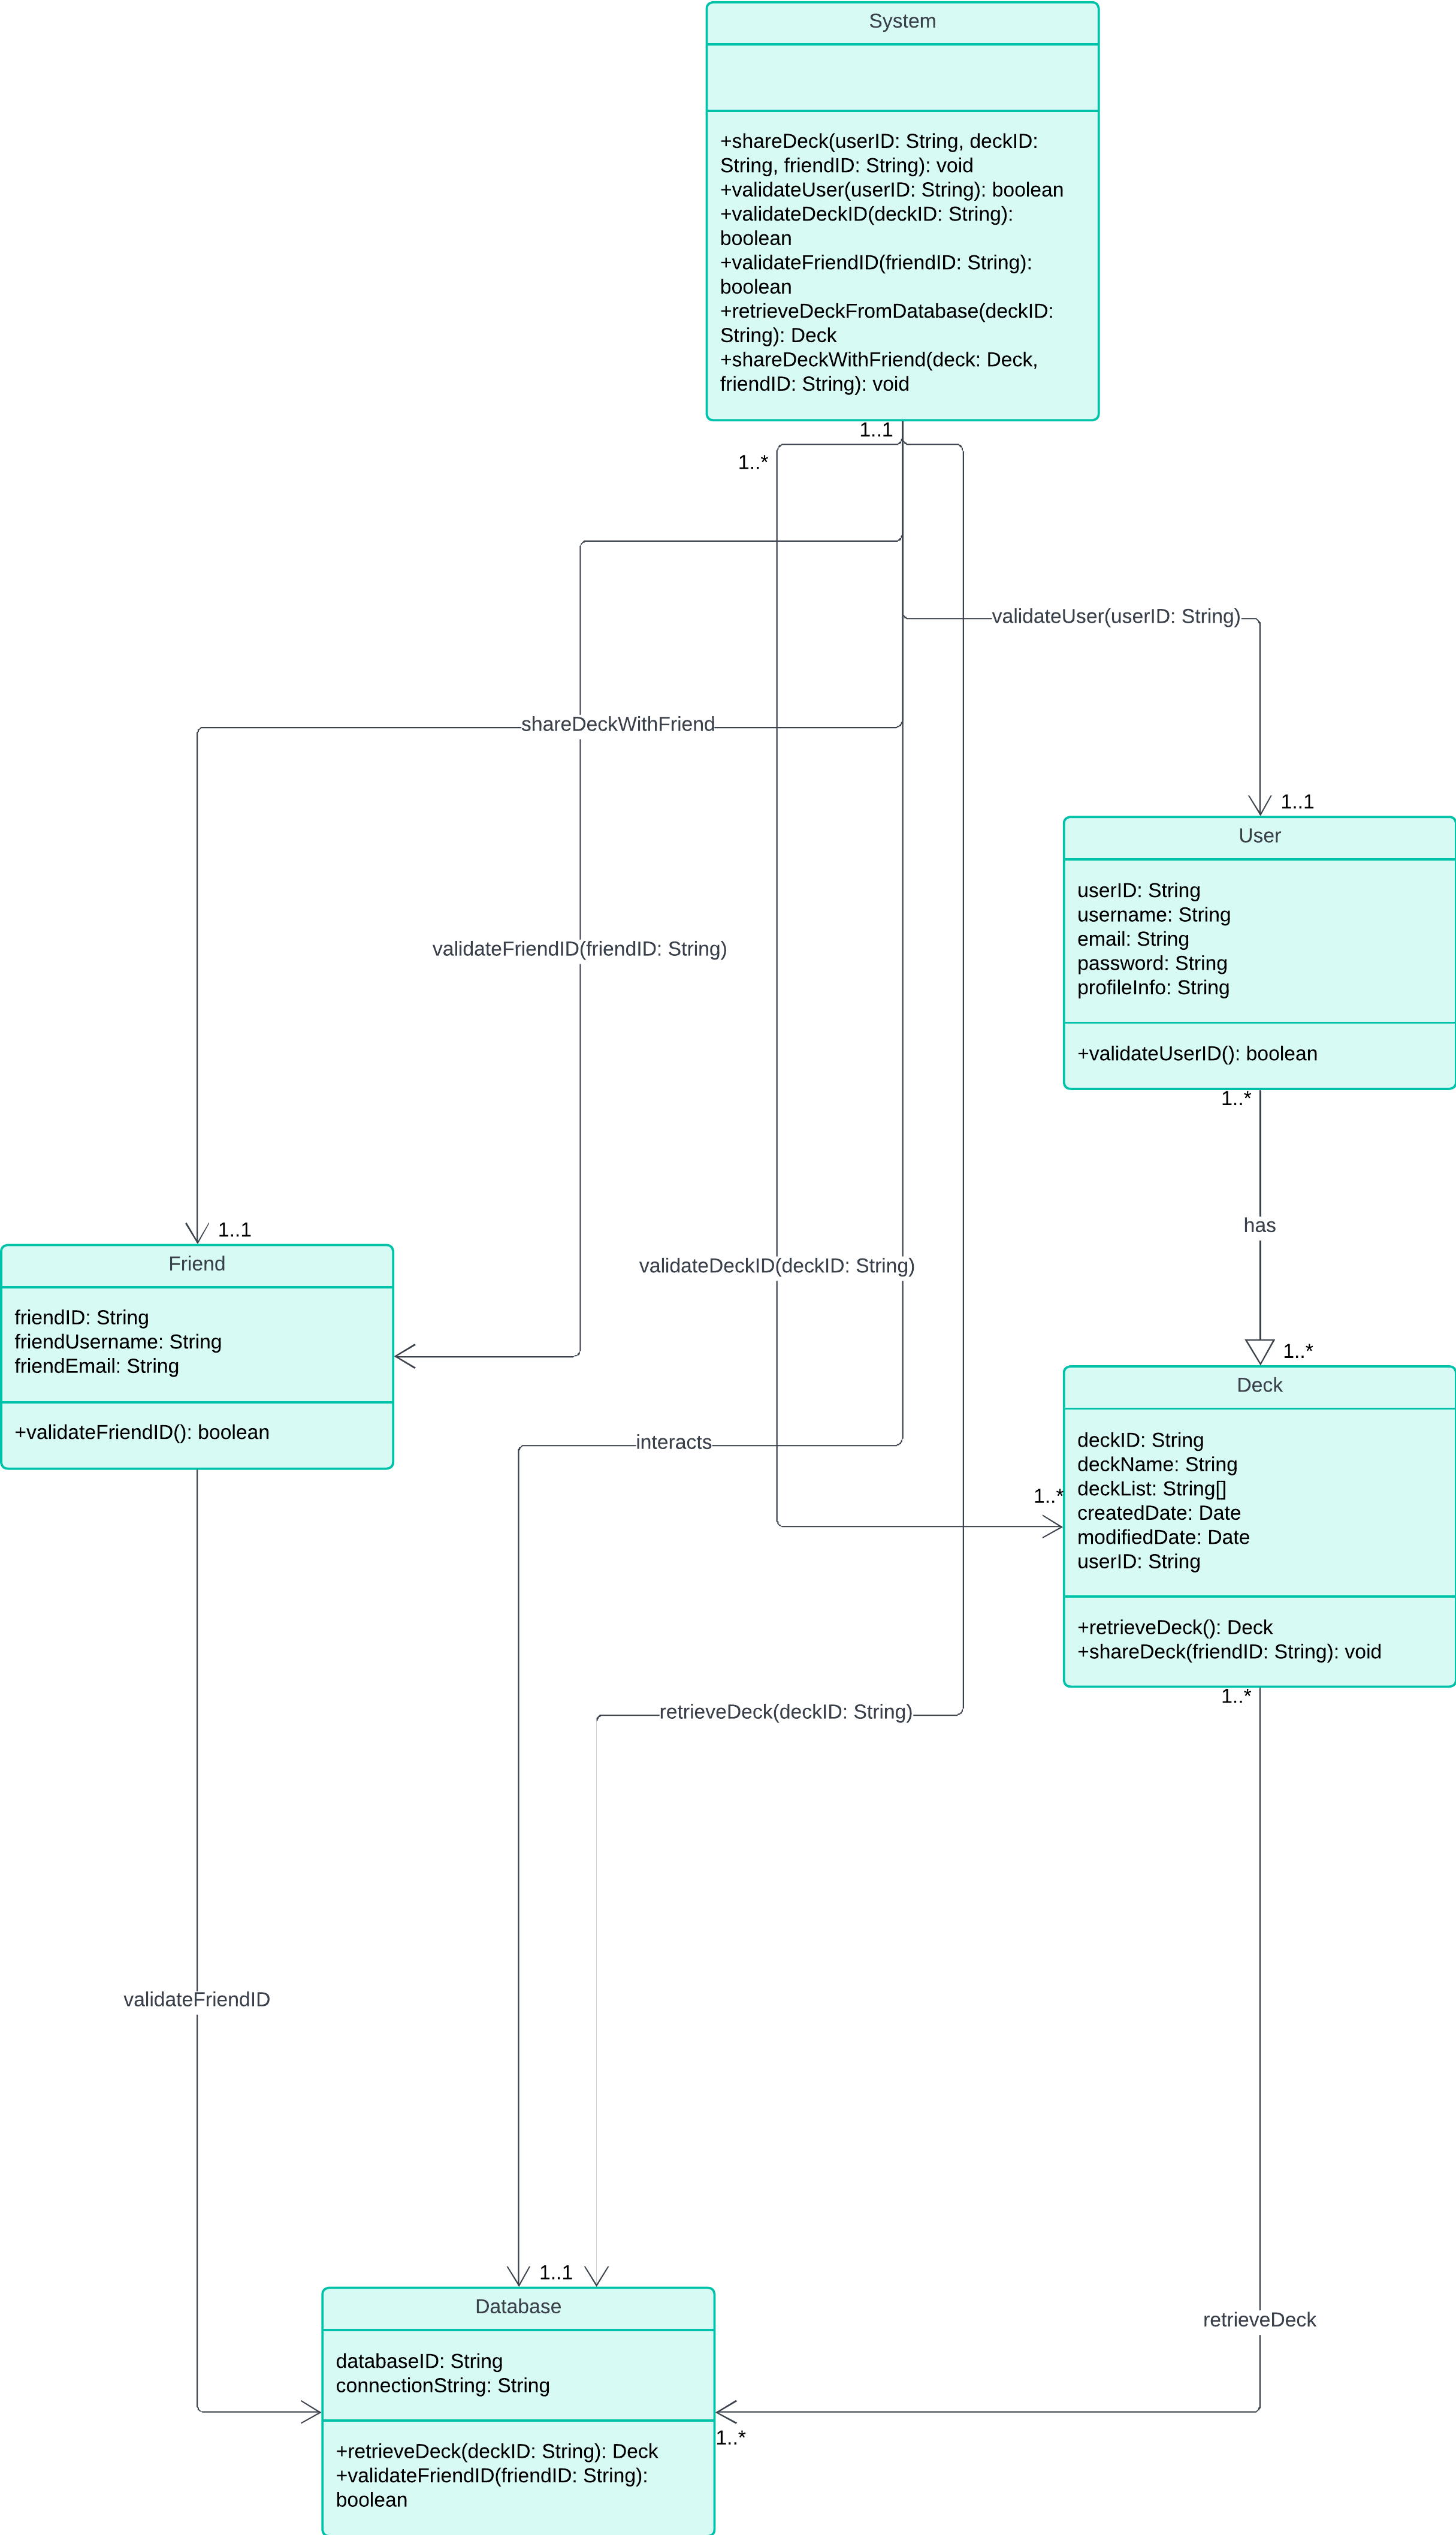 System
+shareDeck(userID: String, deckID:
String, friendID: String): void
+validateUser(userID: String): boolean
+validateDeckID(deckID: String):
boolean
+validateFriendID(friendID: String):
boolean
+retrieveDeckFromDatabase(deckID:
String): Deck
+shareDeckWithFriend(deck: Deck,
friendID: String): void
1..1
1..*
validateUser(userID: String)
shareDeckWithFriend
1..1
User
userID: String
username: String
email: String
password: String
profileInfo: String
+validateUserID(): boolean
validateFriendID(friendID: String)
1..*
has
1..*
1..1
Friend
friendID: String
friendUsername: String
friendEmail: String
+validateFriendID(): boolean
validateDeckID(deckID: String)
interacts
1..*
Deck
deckID: String
deckName: String
deckList: String[]
createdDate: Date
modifiedDate: Date
userID: String
+retrieveDeck(): Deck
+shareDeck(friendID: String): void
1..*
retrieveDeck(deckID: String)
validateFriendID
retrieveDeck
1..1
Database
databaseID: String
connectionString: String
+retrieveDeck(deckID: String): Deck
+validateFriendID(friendID: String):
boolean
1..*